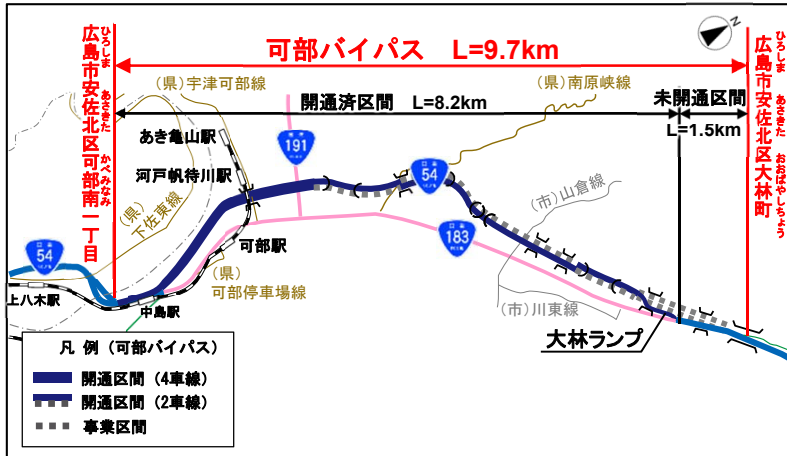 可部バイパス L=9.7km
N
ひろしま あさきた かべみなみ
広島市安佐北区可部南一丁目
ひろしま あさきた おおばやしちょう
広島市安佐北区大林町
(県)宇津可部線
(県)南原峡線
開通済区間 L=8.2km
未開通区間
L=1.5km
あき亀山駅
191
河戸帆待川駅
54
(市)山倉線
(県)
下佐東線
183
54
可部駅
(県)
可部停車場線
上八木駅
中島駅
(市)川東線
大林ランプ
凡 例 (可部バイパス)
開通区間 (4車線)
開通区間 (2車線)
事業区間